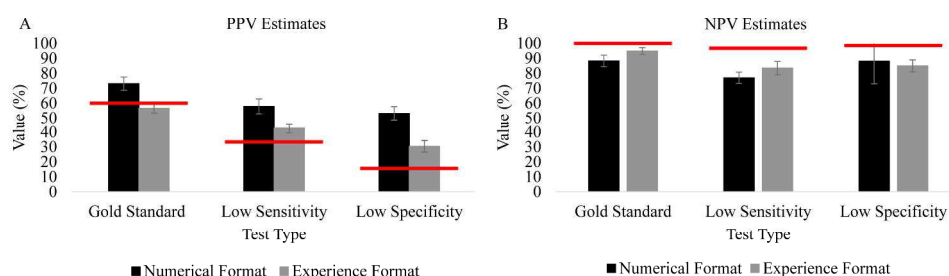 A
PPV Estimates
100
90
80
70
60
50
40
30
20
10
0
Value (%)
Gold Standard
Low Sensitivity
Low Specificity
Test Type
Numerical Format
Experience Format
B
NPV Estimates
100
90
80
70
60
50
40
30
20
10
0
Value (%)
Gold Standard
Low Sensitivity
Low Specificity
Test Type
Numerical Format
Experience Format